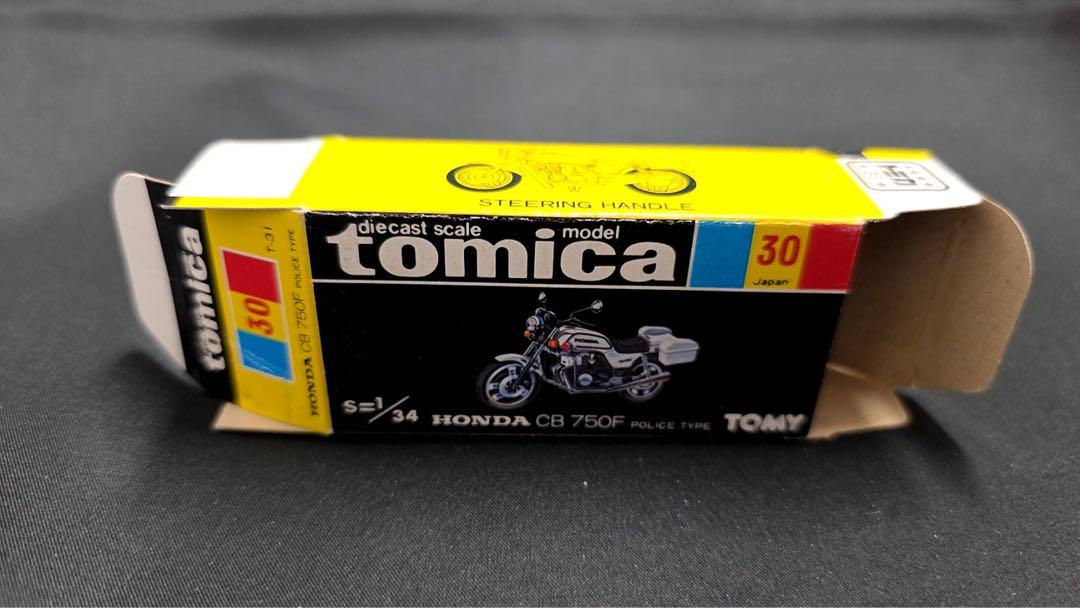 STEERING HANDLE
diecast scale model
tomica
30
Japan
S=1/34 HONDA CB 750F POLICE TYPE TOMY
tomica
30
T-31
HONDA CB 750F POLICE TYPE